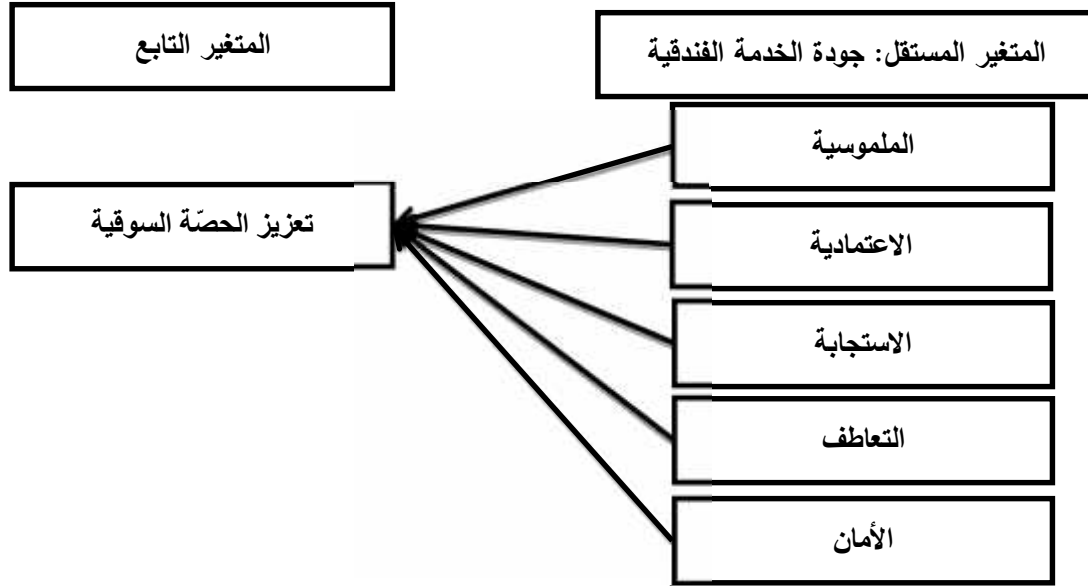 المتغير المستقل: جودة الخدمة الفندقية
المتغير التابع
الملموسية
الاعتمادية
الاستجابة
التعاطف
الأمان
تعزيز الحصّة السوقية